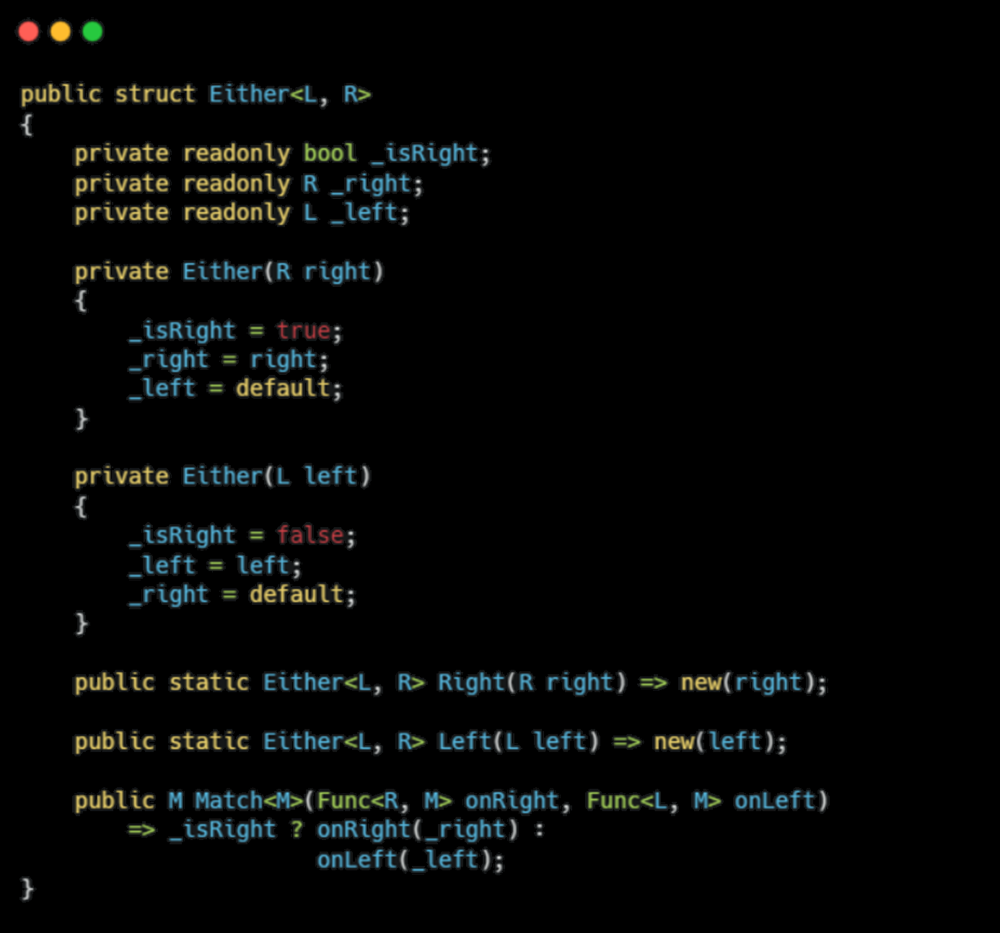 public struct Either<L, R>
{
    private readonly bool _isRight;
    private readonly R _right;
    private readonly L _left;

    private Either(R right)
    {
        _isRight = true;
        _right = right;
        _left = default;
    }

    private Either(L left)
    {
        _isRight = false;
        _left = left;
        _right = default;
    }

    public static Either<L, R> Right(R right) => new(right);

    public static Either<L, R> Left(L left) => new(left);

    public M Match<M>(Func<R, M> onRight, Func<L, M> onLeft)
        => _isRight ? onRight(_right) :
                      onLeft(_left);
}